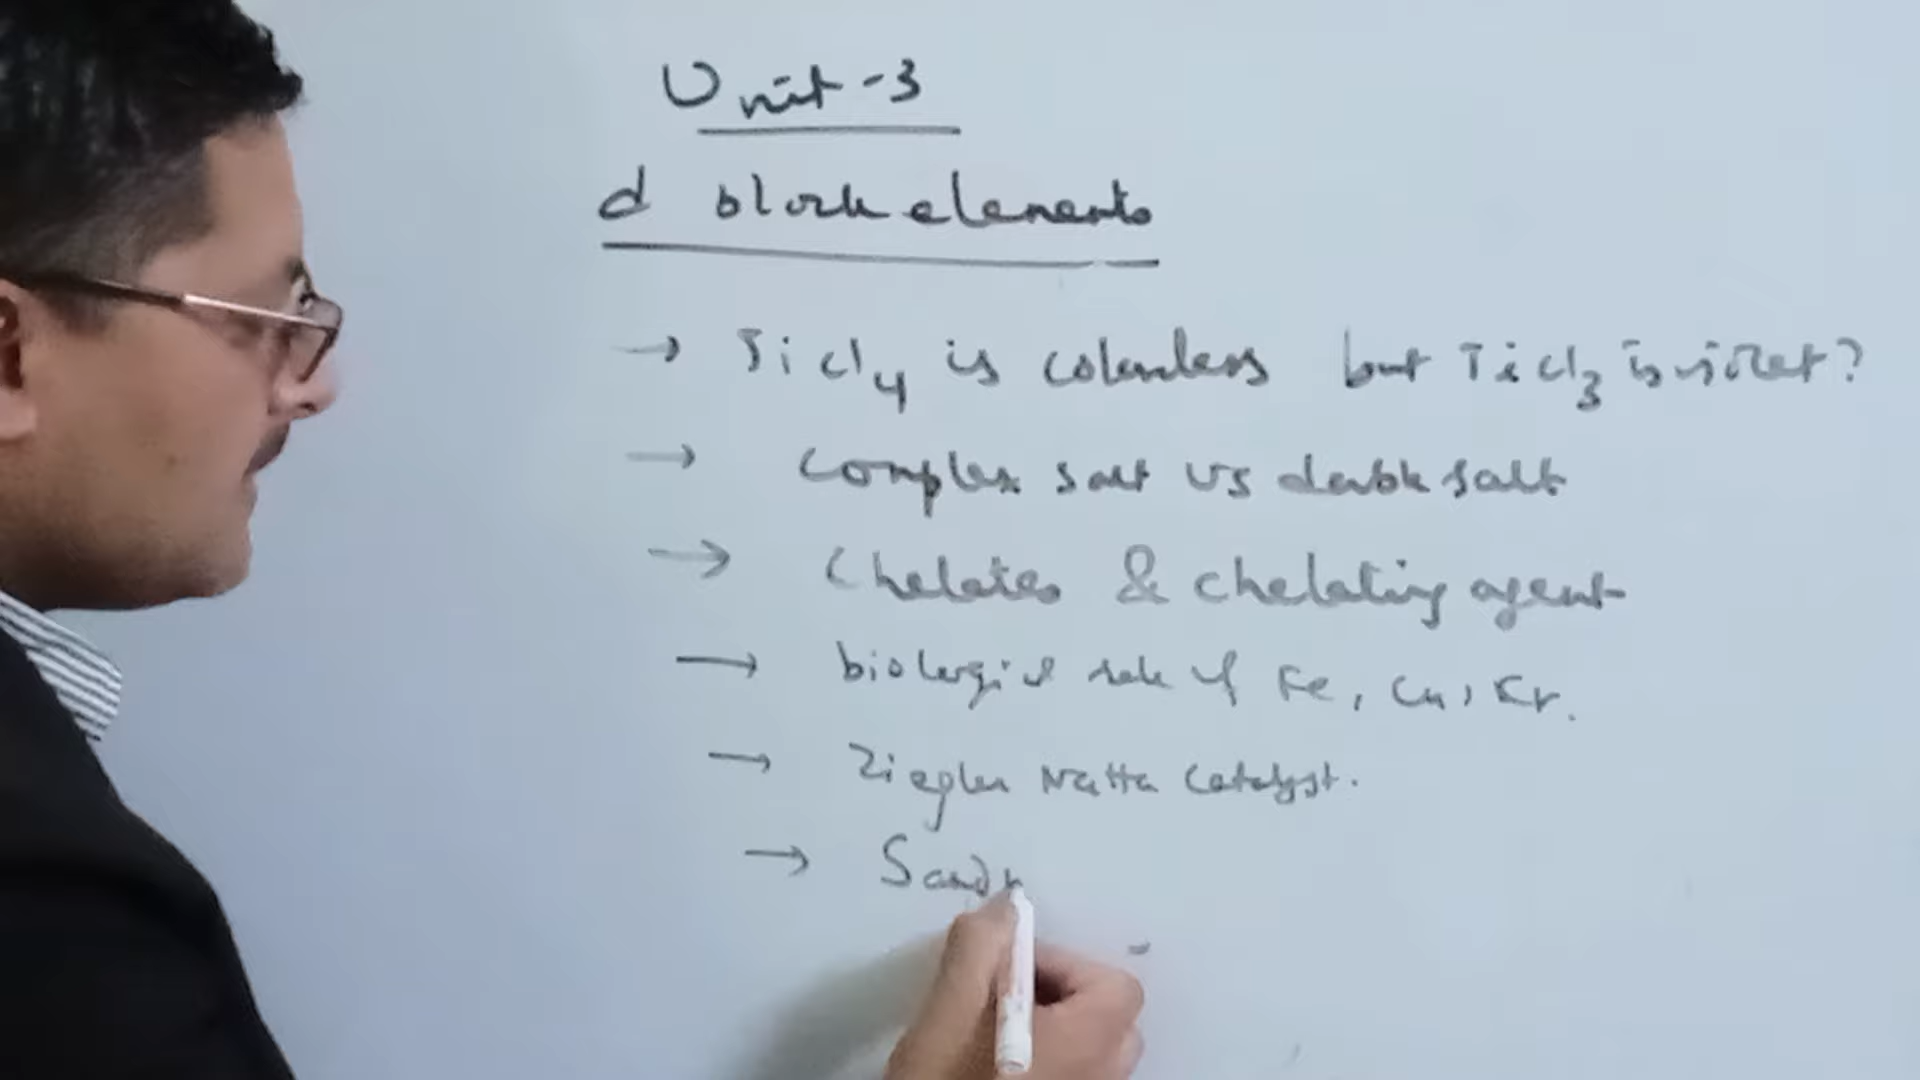 Unit-3
d block elements
→ TiCl4 is colourless but TiCl3 is violet?
→ Complex salt vs double salt
→ Chelates & chelating agent
→ biological role of Fe, Cu, Cr.
→ Ziegler Natta Catalyst.
→ Sand